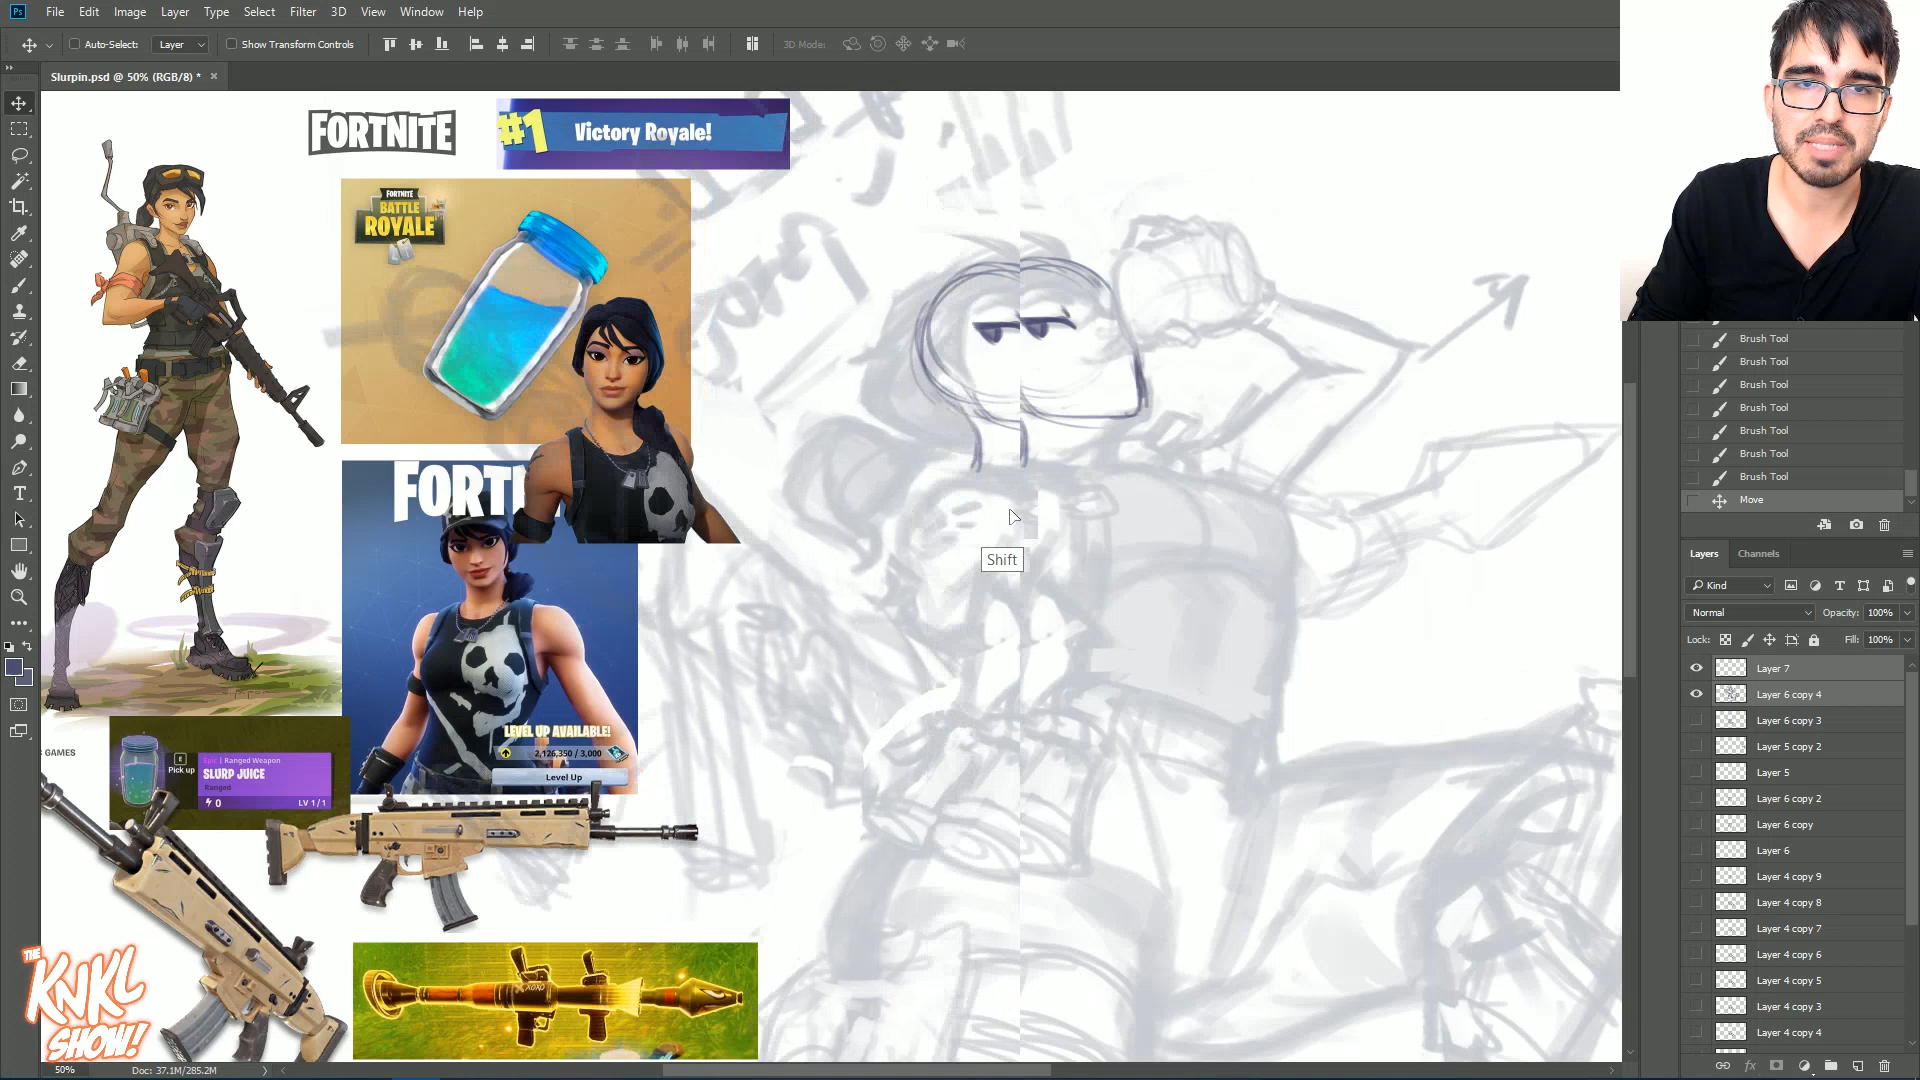 Ps File Edit Image Layer Type Select Filter 3D View Window Help
Auto-Select: Layer Show Transform Controls 3D Mode:
Slurpin.psd @ 50% (RGB/8) * ×
FORTNITE
#1 Victory Royale!
FORTNITE
BATTLE
ROYALE
FORT
LEVEL UP AVAILABLE!
2,126,350 / 3,000
Level Up
GAMES
E
Pick up
Epic | Ranged Weapon
SLURP JUICE
Ranged
0 LV 1/1
XOXO
THE
KNKL
SHOW!
Shift
50% Doc: 37.1M/285.2M
Brush Tool
Brush Tool
Brush Tool
Brush Tool
Brush Tool
Brush Tool
Brush Tool
Move
Layers Channels
Kind
Normal Opacity: 100%
Lock: Fill: 100%
Layer 7
Layer 6 copy 4
Layer 6 copy 3
Layer 5 copy 2
Layer 5
Layer 6 copy 2
Layer 6 copy
Layer 6
Layer 4 copy 9
Layer 4 copy 8
Layer 4 copy 7
Layer 4 copy 6
Layer 4 copy 5
Layer 4 copy 3
Layer 4 copy 4
fx